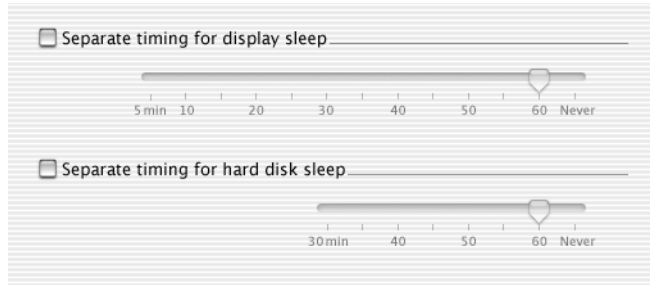 Separate timing for display sleep
5 min 10 20 30 40 50 60 Never
Separate timing for hard disk sleep
30 min 40 50 60 Never